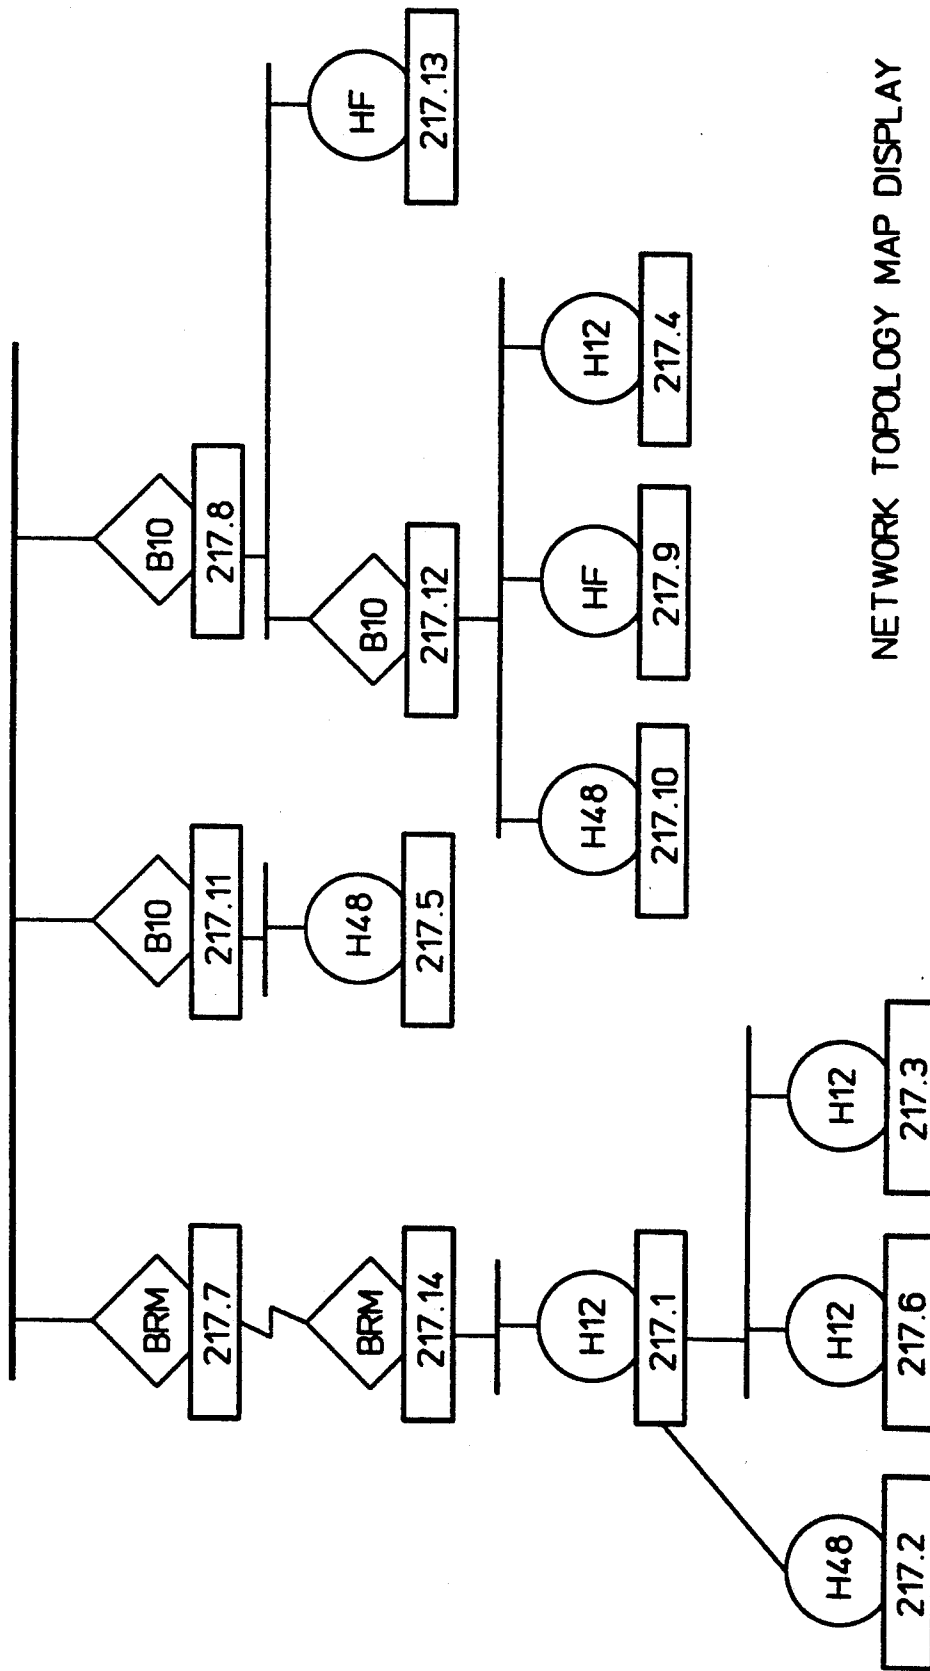 BRM
217.7
B10
217.11
B10
217.8
BRM
217.14
H48
217.5
B10
217.12
HF
217.13
H12
217.1
H48
217.10
HF
217.9
H12
217.4
H48
217.2
H12
217.6
H12
217.3
NETWORK TOPOLOGY MAP DISPLAY